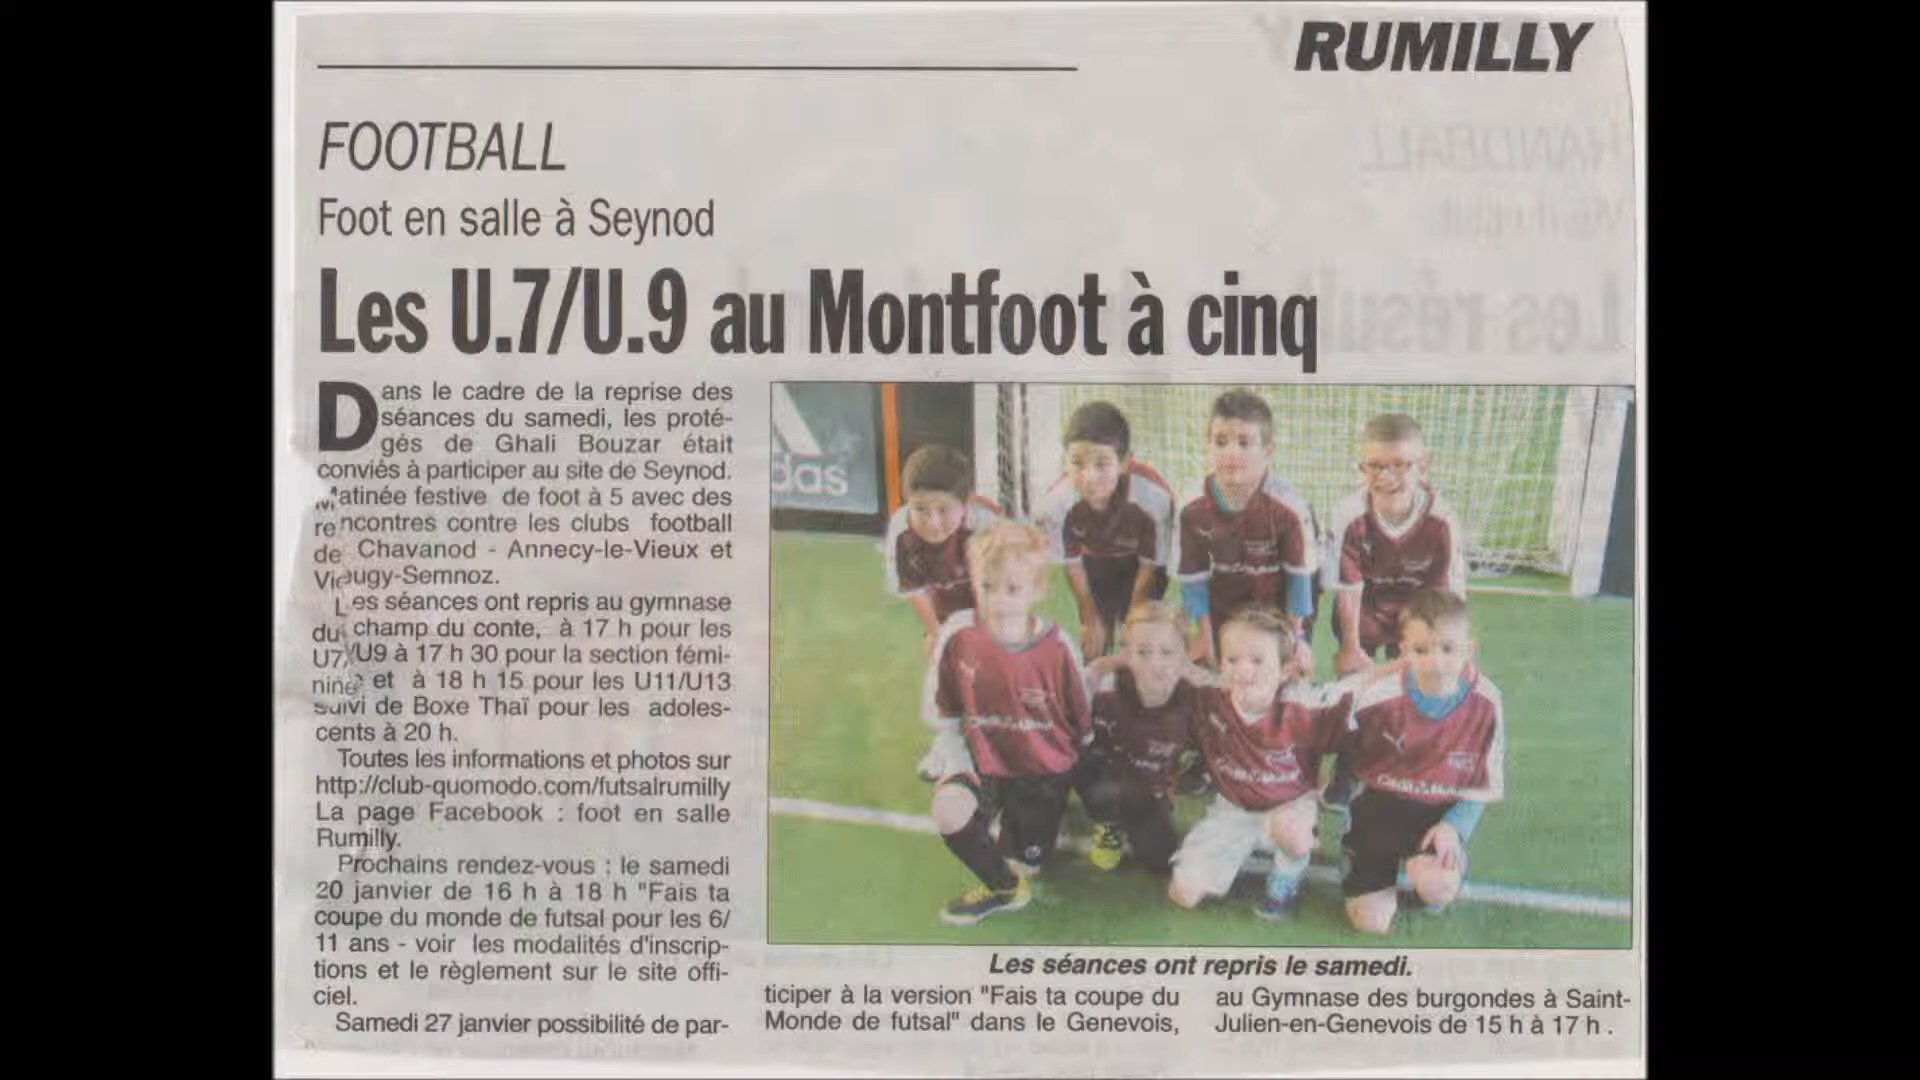 RUMILLY
FOOTBALL
Foot en salle à Seynod
Les U.7/U.9 au Montfoot à cinq
Dans le cadre de la reprise des
séances du samedi, les proté-
gés de Ghali Bouzar était
conviés à participer au site de Seynod.
Matinée festive de foot à 5 avec des
rencontres contre les clubs football
de Chavanod - Annecy-le-Vieux et
Vieugy-Semnoz.
Les séances ont repris au gymnase
du champ du conte, à 17 h pour les
U7/U9 à 17 h 30 pour la section fémi-
nine et à 18 h 15 pour les U11/U13
suivi de Boxe Thaï pour les adoles-
cents à 20 h.
Toutes les informations et photos sur
http://club-quomodo.com/futsalrumilly
La page Facebook : foot en salle
Rumilly.
Prochains rendez-vous : le samedi
20 janvier de 16 h à 18 h "Fais ta
coupe du monde de futsal pour les 6/
11 ans - voir les modalités d'inscrip-
tions et le règlement sur le site offi-
ciel.
Samedi 27 janvier possibilité de par-
das
Les séances ont repris le samedi.
ticiper à la version "Fais ta coupe du
Monde de futsal" dans le Genevois,
au Gymnase des burgondes à Saint-
Julien-en-Genevois de 15 h à 17 h .